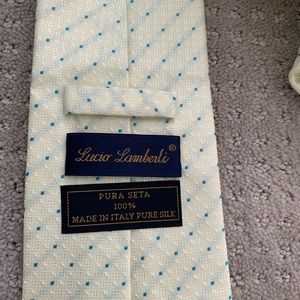 Lucio Lamberti®
PURA SETA
100%
MADE IN ITALY PURE SILK